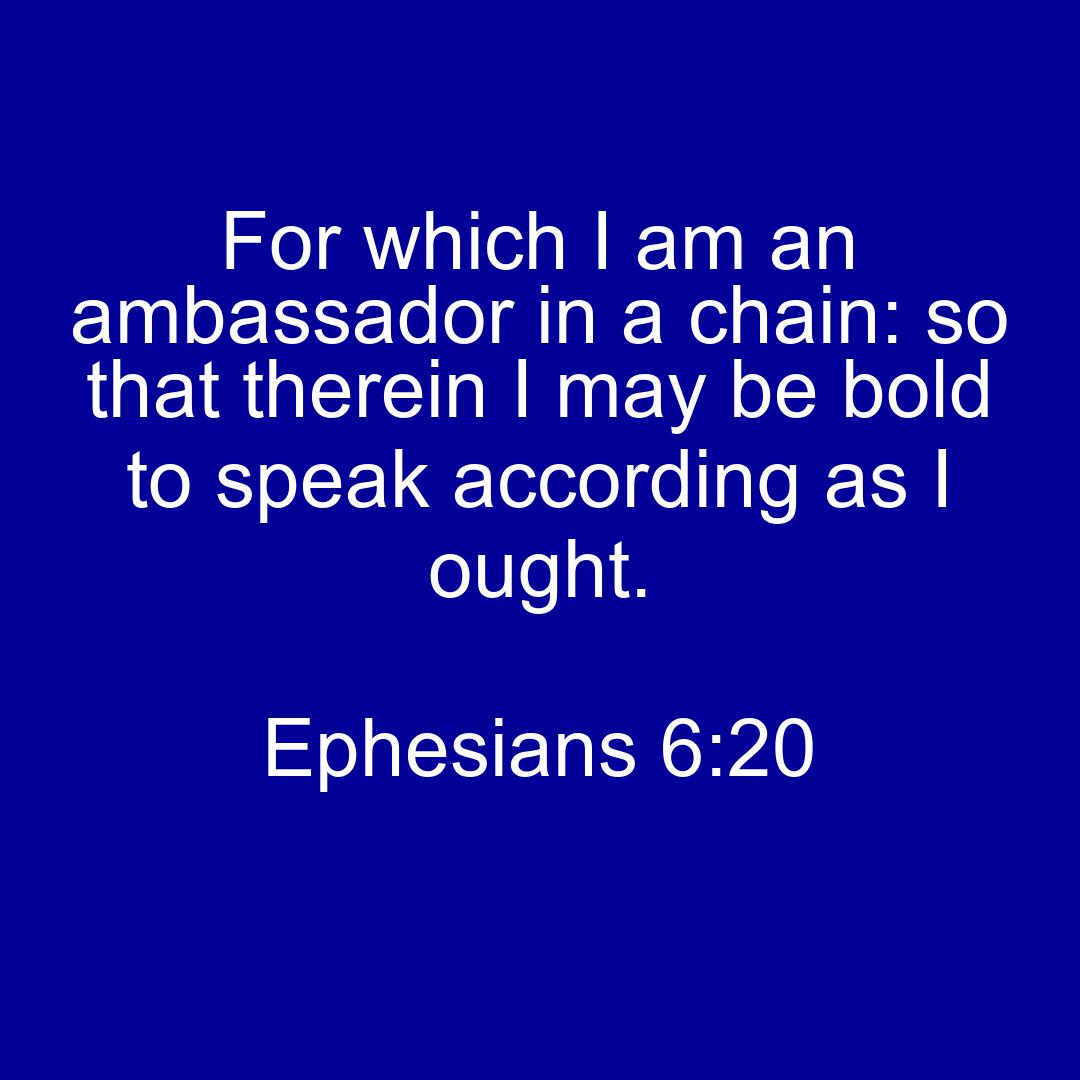 For which I am an
ambassador in a chain: so
that therein I may be bold
to speak according as I
ought.
Ephesians 6:20